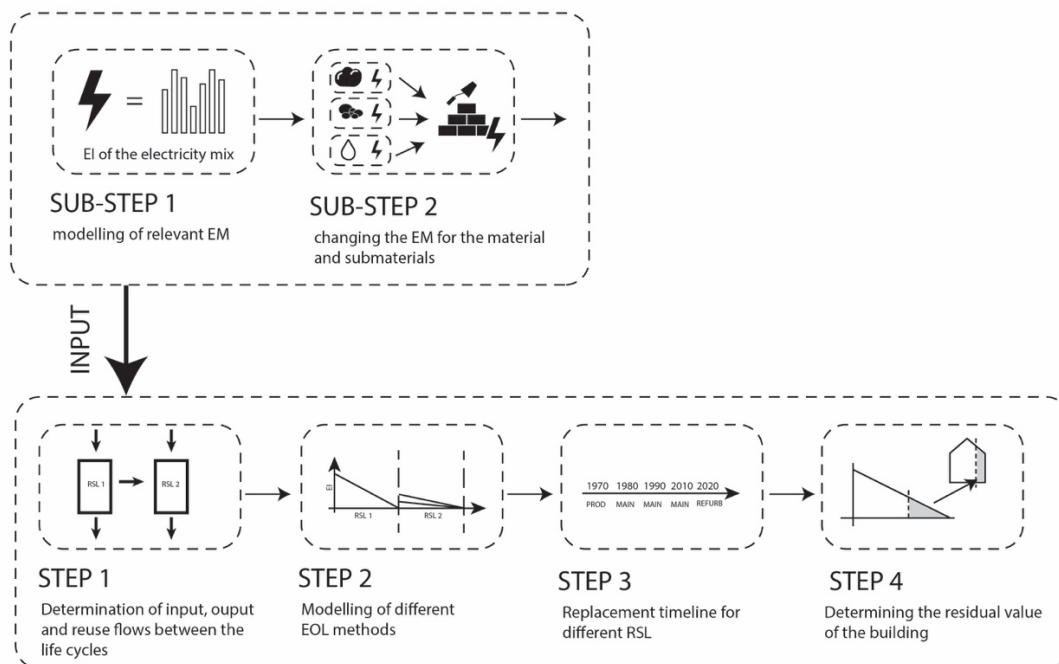 =
EI of the electricity mix
SUB-STEP 1
modelling of relevant EM
SUB-STEP 2
changing the EM for the material
and submaterials
INPUT
RSL 1
RSL 2
STEP 1
Determination of input, ouput
and reuse flows between the
life cycles
EI
RSL 1
RSL 2
STEP 2
Modelling of different
EOL methods
1970 1980 1990 2010 2020
PROD MAIN MAIN MAIN REFURB
STEP 3
Replacement timeline for
different RSL
STEP 4
Determining the residual value
of the building